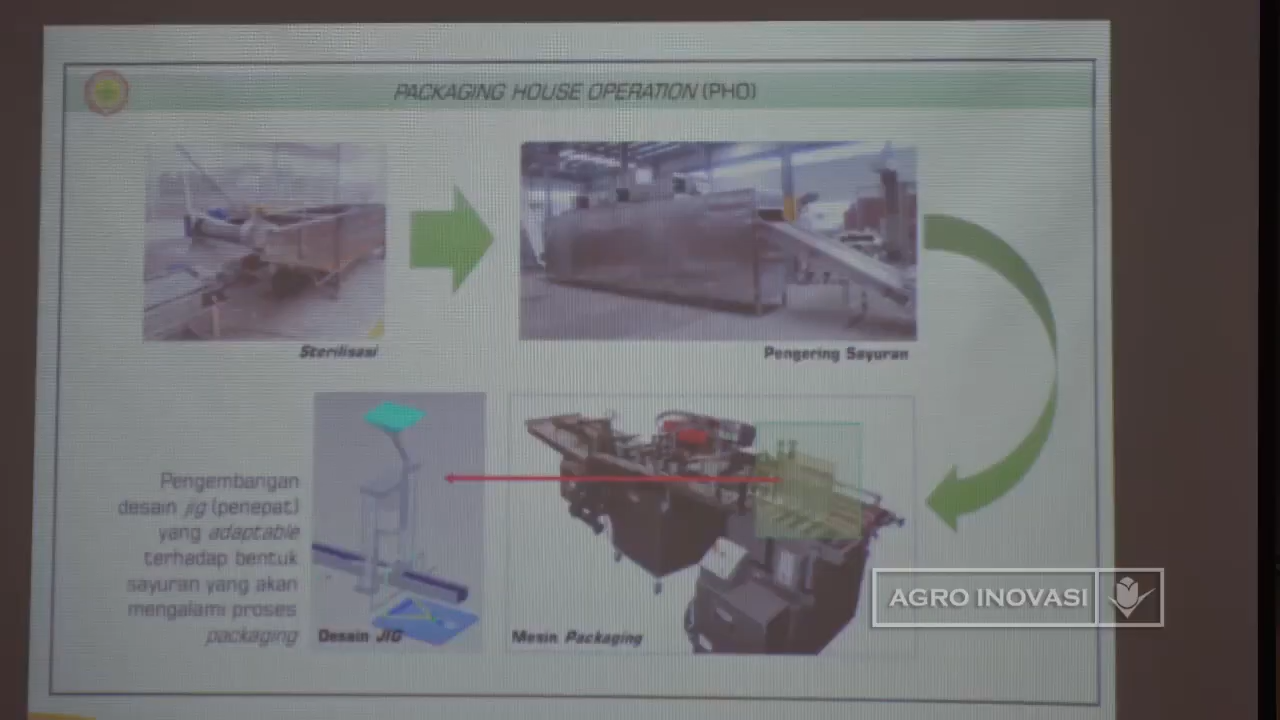 PACKAGING HOUSE OPERATION (PHO)
Sterilisasi
Pengering Sayuran
Pengembangan
desain jig (penepat)
yang adaptable
terhadap bentuk
sayuran yang akan
mengalami proses
packaging
Desain JIG
Mesin Packaging
AGRO INOVASI